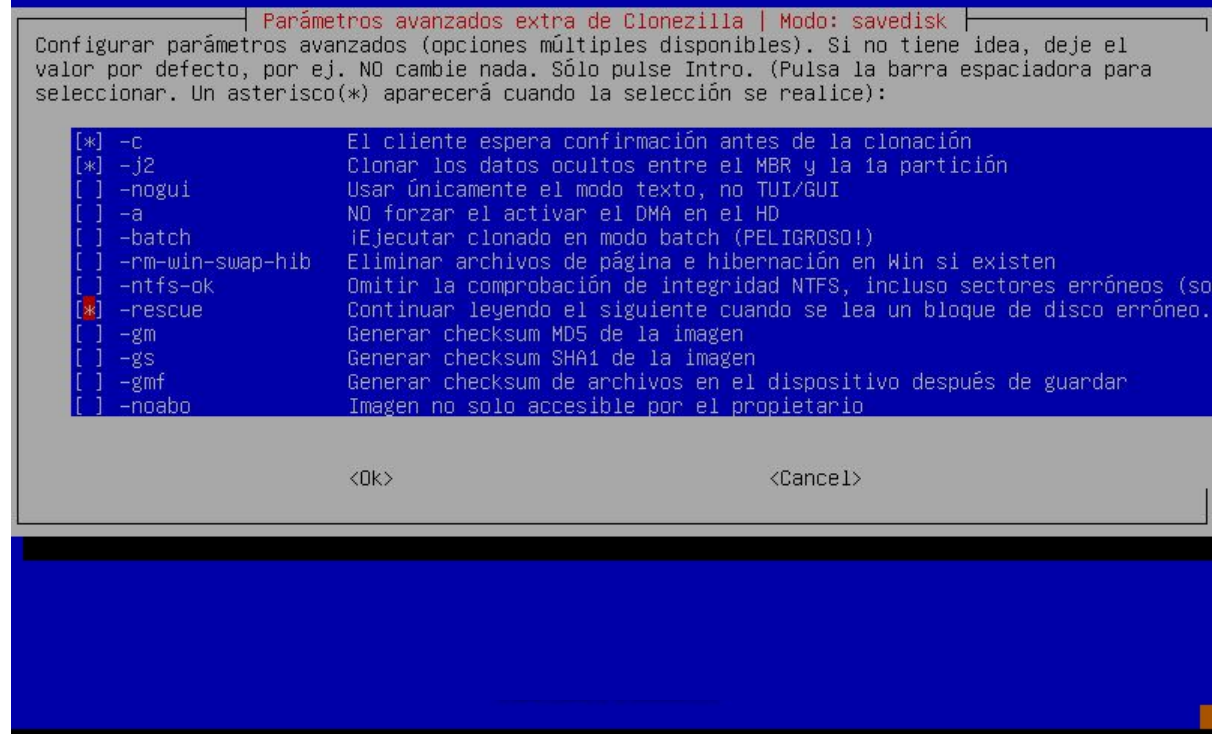 Parámetros avanzados extra de Clonezilla | Modo: savedisk
Configurar parámetros avanzados (opciones múltiples disponibles). Si no tiene idea, deje el
valor por defecto, por ej. NO cambie nada. Sólo pulse Intro. (Pulsa la barra espaciadora para
seleccionar. Un asterisco(*) aparecerá cuando la selección se realice):
[*] -c El cliente espera confirmación antes de la clonación
[*] -j2 Clonar los datos ocultos entre el MBR y la 1a partición
[ ] -nogui Usar únicamente el modo texto, no TUI/GUI
[ ] -a NO forzar el activar el DMA en el HD
[ ] -batch ¡Ejecutar clonado en modo batch (PELIGROSO!)
[ ] -rm-win-swap-hib Eliminar archivos de página e hibernación en Win si existen
[ ] -ntfs-ok Omitir la comprobación de integridad NTFS, incluso sectores erróneos (so
[*] -rescue Continuar leyendo el siguiente cuando se lea un bloque de disco erróneo.
[ ] -gm Generar checksum MD5 de la imagen
[ ] -gs Generar checksum SHA1 de la imagen
[ ] -gmf Generar checksum de archivos en el dispositivo después de guardar
[ ] -noabo Imagen no solo accesible por el propietario
<Ok> <Cancel>